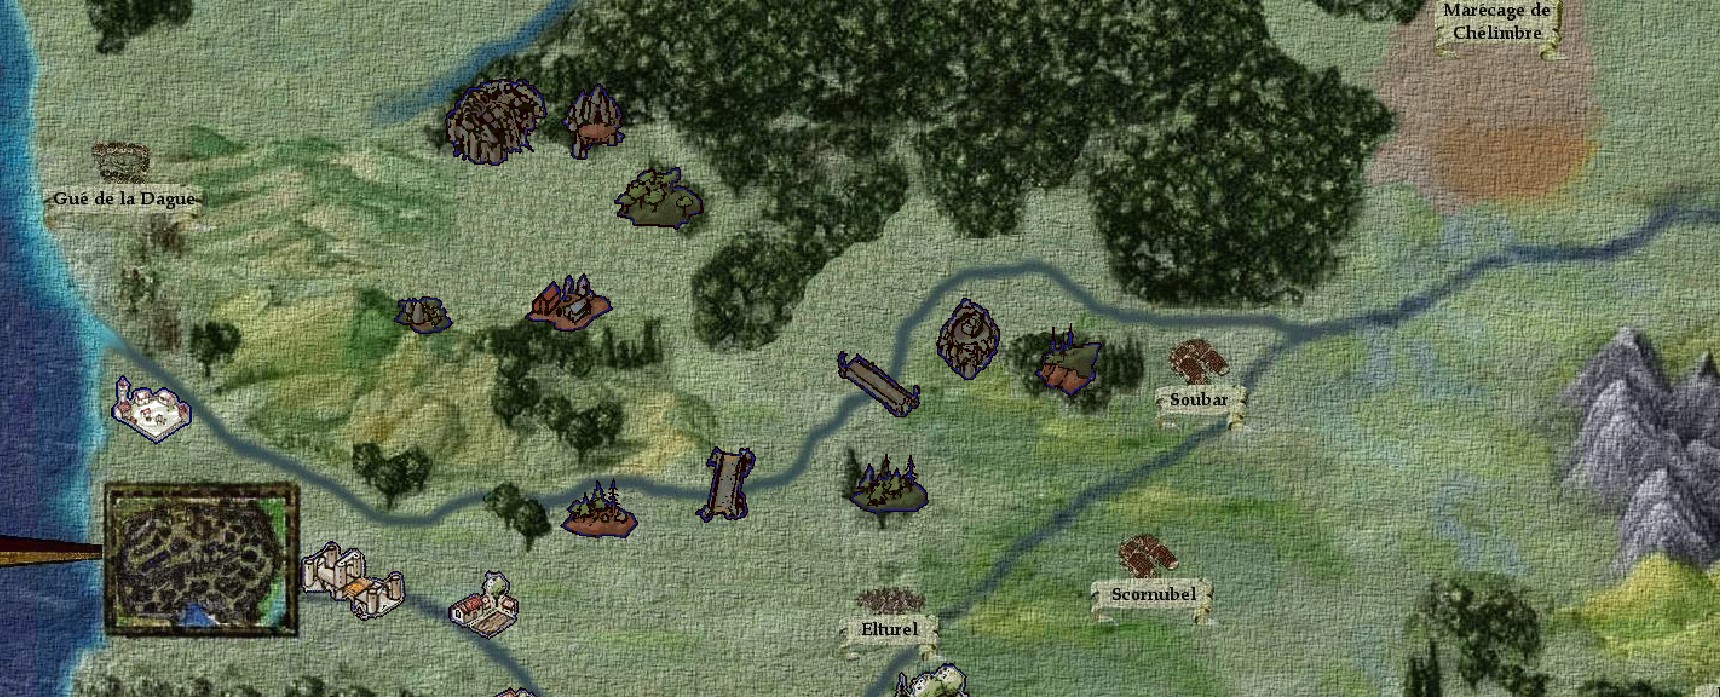 Marécage de
Chélimbre
Gué de la Dague
Soubar
Scornubel
Elturel